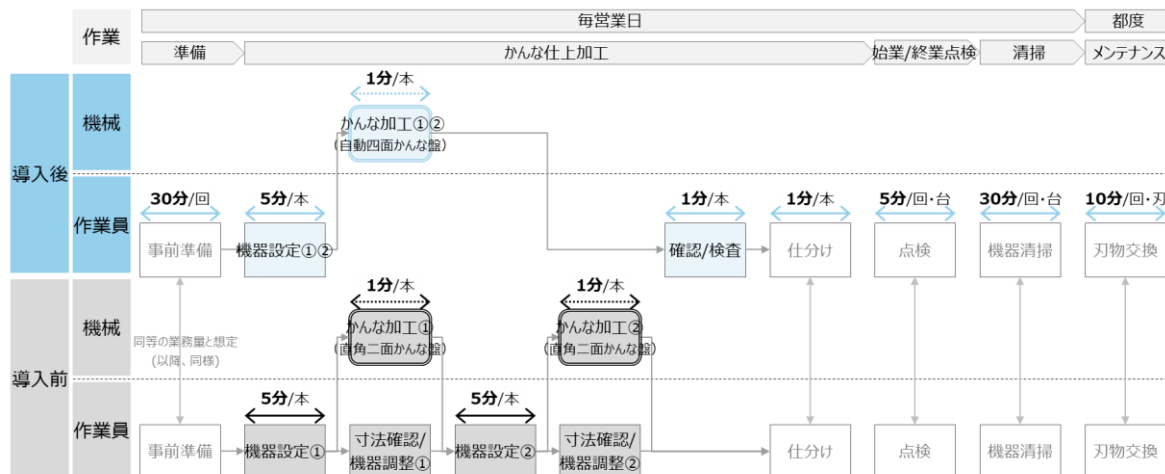 作業
毎営業日
都度
準備
かんな仕上加工
始業/終業点検
清掃
メンテナンス
導入後
機械
1分/本
かんな加工①②
(自動四面かんな盤)
作業員
30分/回
5分/本
1分/本
1分/本
5分/回・台
30分/回・台
10分/回・刃
事前準備
機器設定①②
確認/検査
仕分け
点検
機器清掃
刃物交換
導入前
機械
同等の業務量と想定
(以降、同様)
1分/本
かんな加工①
(直角二面かんな盤)
1分/本
かんな加工②
(直角二面かんな盤)
作業員
5分/本
5分/本
事前準備
機器設定①
寸法確認/
機器調整①
機器設定②
寸法確認/
機器調整②
仕分け
点検
機器清掃
刃物交換